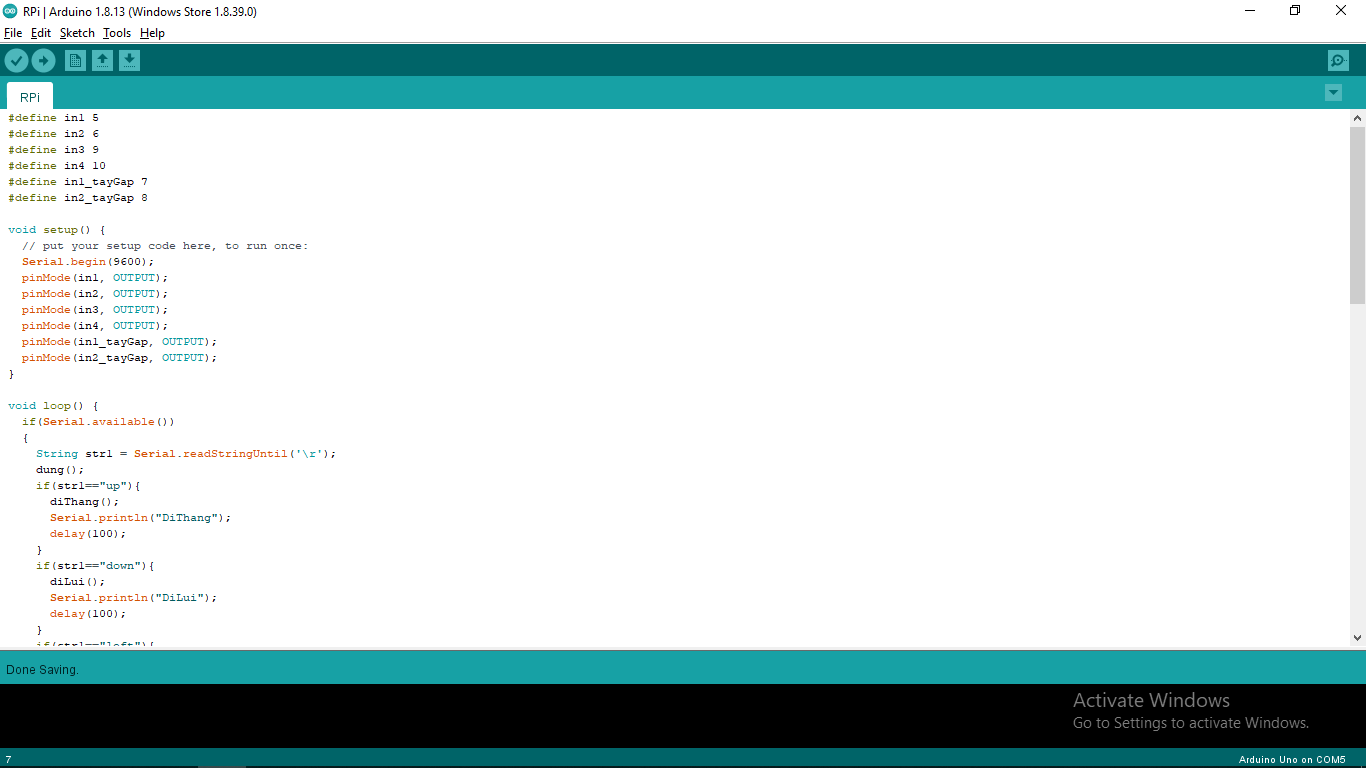 RPi | Arduino 1.8.13 (Windows Store 1.8.39.0)
File Edit Sketch Tools Help
RPi
#define in1 5
#define in2 6
#define in3 9
#define in4 10
#define in1_tayGap 7
#define in2_tayGap 8
void setup() {
// put your setup code here, to run once:
Serial.begin(9600);
pinMode(in1, OUTPUT);
pinMode(in2, OUTPUT);
pinMode(in3, OUTPUT);
pinMode(in4, OUTPUT);
pinMode(in1_tayGap, OUTPUT);
pinMode(in2_tayGap, OUTPUT);
}
void loop() {
if(Serial.available())
{
String str1 = Serial.readStringUntil('\r');
dung();
if(str1=="up"){
diThang();
Serial.println("DiThang");
delay(100);
}
if(str1=="down"){
diLui();
Serial.println("DiLui");
delay(100);
}
if(str1=="left"){
Done Saving.
Activate Windows
Go to Settings to activate Windows.
7
Arduino Uno on COM5